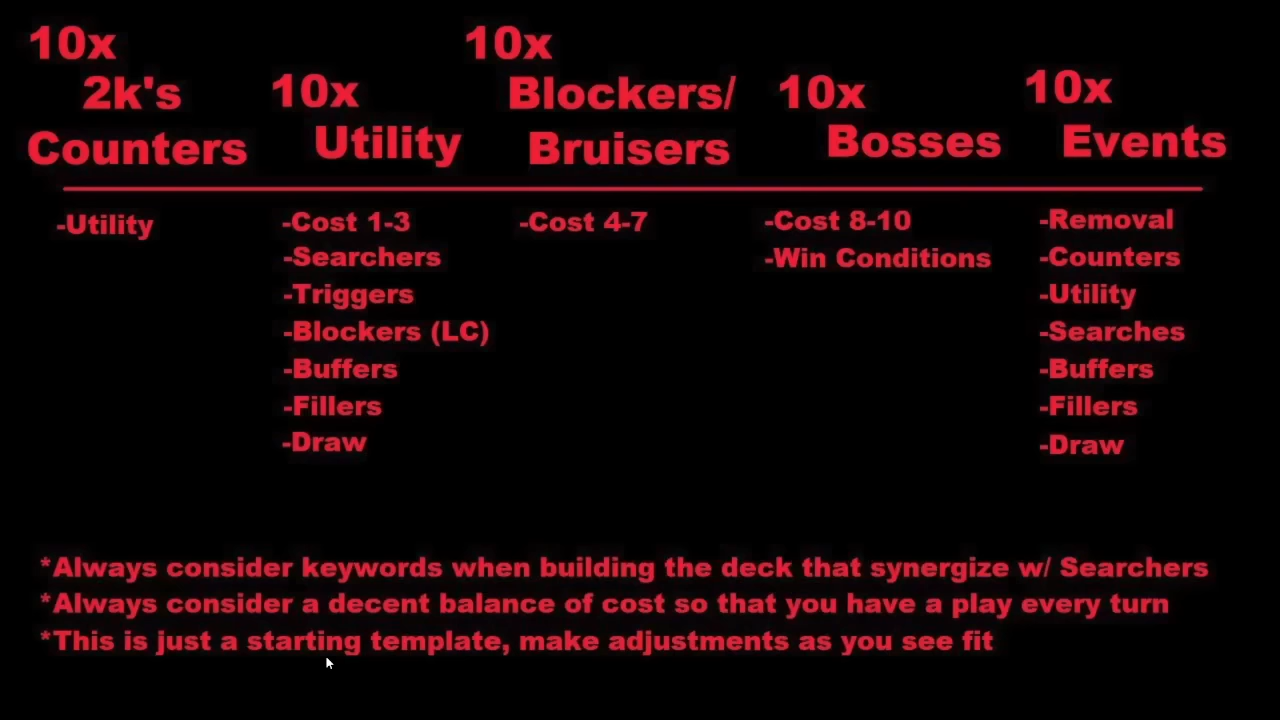 10x
2k's
Counters
10x
Utility
10x
Blockers/
Bruisers
10x
Bosses
10x
Events
-Utility
-Cost 1-3
-Searchers
-Triggers
-Blockers (LC)
-Buffers
-Fillers
-Draw
-Cost 4-7
-Cost 8-10
-Win Conditions
-Removal
-Counters
-Utility
-Searches
-Buffers
-Fillers
-Draw
*Always consider keywords when building the deck that synergize w/ Searchers
*Always consider a decent balance of cost so that you have a play every turn
*This is just a starting template, make adjustments as you see fit